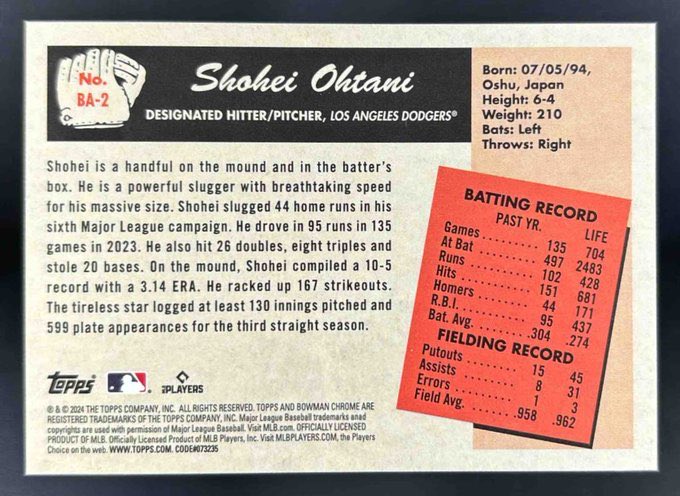 No.
BA-2
Shohei Ohtani
DESIGNATED HITTER/PITCHER, LOS ANGELES DODGERS®
Born: 07/05/94,
Oshu, Japan
Height: 6-4
Weight: 210
Bats: Left
Throws: Right
Shohei is a handful on the mound and in the batter's
box. He is a powerful slugger with breathtaking speed
for his massive size. Shohei slugged 44 home runs in his
sixth Major League campaign. He drove in 95 runs in 135
games in 2023. He also hit 26 doubles, eight triples and
stole 20 bases. On the mound, Shohei compiled a 10-5
record with a 3.14 ERA. He racked up 167 strikeouts.
The tireless star logged at least 130 innings pitched and
599 plate appearances for the third straight season.
BATTING RECORD
PAST YR. LIFE
Games ......... 135 704
At Bat ......... 497 2483
Runs ......... 102 428
Hits ......... 151 681
Homers ......... 44 171
R.B.I. ......... 95 437
Bat. Avg. ......... .304 .274
FIELDING RECORD
Putouts ......... 15 45
Assists ......... 8 31
Errors ......... 1 3
Field Avg. ......... .958 .962
Topps
PLAYERS
® & © 2024 THE TOPPS COMPANY, INC. ALL RIGHTS RESERVED. TOPPS AND BOWMAN CHROME ARE
REGISTERED TRADEMARKS OF THE TOPPS COMPANY, INC. Major League Baseball trademarks and
copyrights are used with permission of Major League Baseball. Visit MLB.com. OFFICIALLY LICENSED
PRODUCT OF MLB. Officially Licensed Product of MLB Players, Inc. Visit MLBPLAYERS.com, the Players
Choice on the web. WWW.TOPPS.COM. CODE#073235